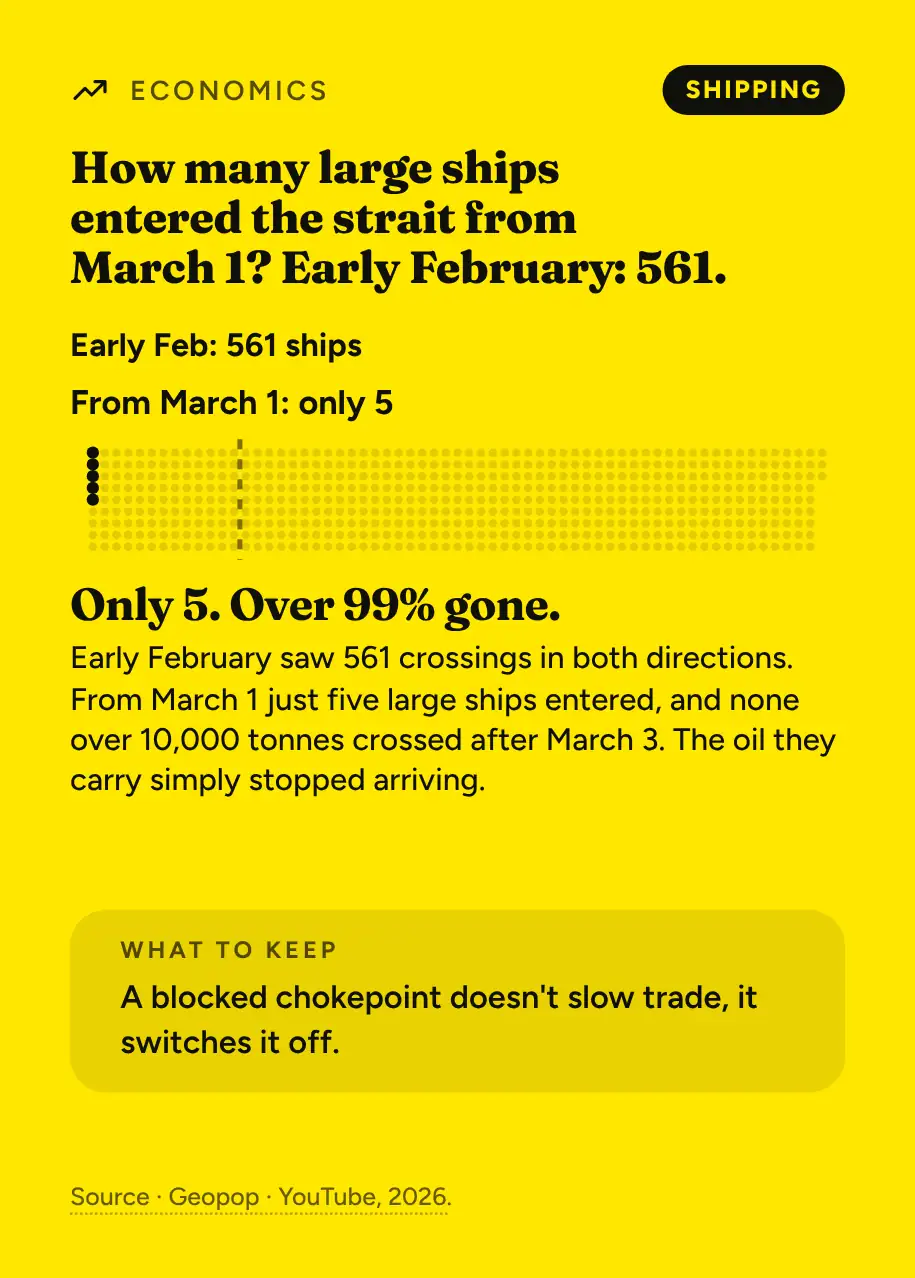 ECONOMICS
SHIPPING
How many large ships
entered the strait from
March 1? Early February: 561.
Early Feb: 561 ships
From March 1: only 5
Only 5. Over 99% gone.
Early February saw 561 crossings in both directions.
From March 1 just five large ships entered, and none
over 10,000 tonnes crossed after March 3. The oil they
carry simply stopped arriving.
WHAT TO KEEP
A blocked chokepoint doesn't slow trade, it
switches it off.
Source · Geopop · YouTube, 2026.